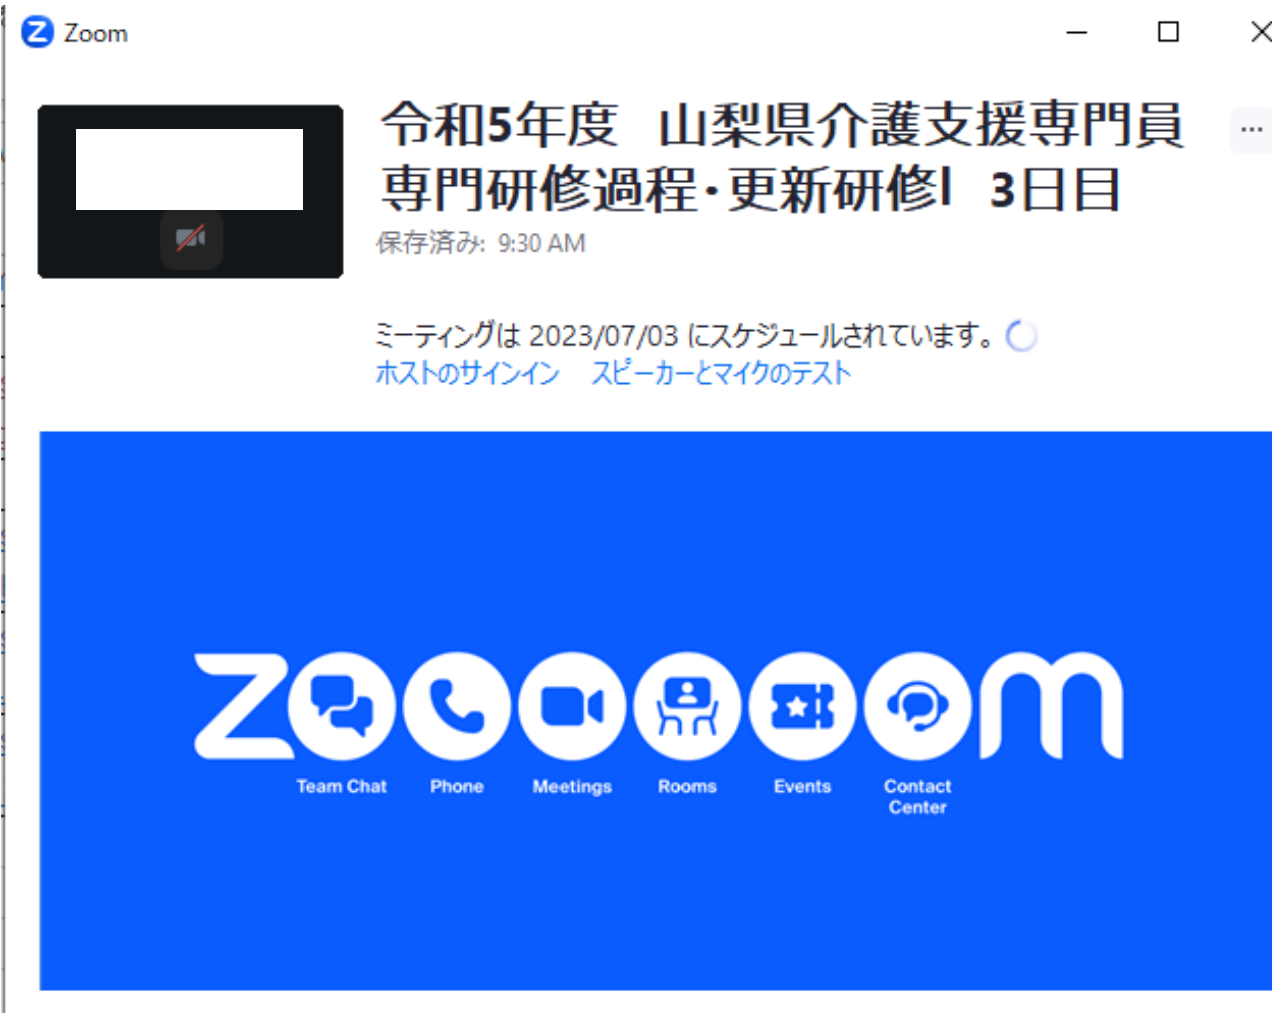 Zoom
令和5年度 山梨県介護支援専門員
専門研修過程・更新研修Ⅰ 3日目
保存済み: 9:30 AM
ミーティングは 2023/07/03 にスケジュールされています。
ホストのサインイン スピーカーとマイクのテスト
zoooooom
Team Chat Phone Meetings Rooms Events Contact Center